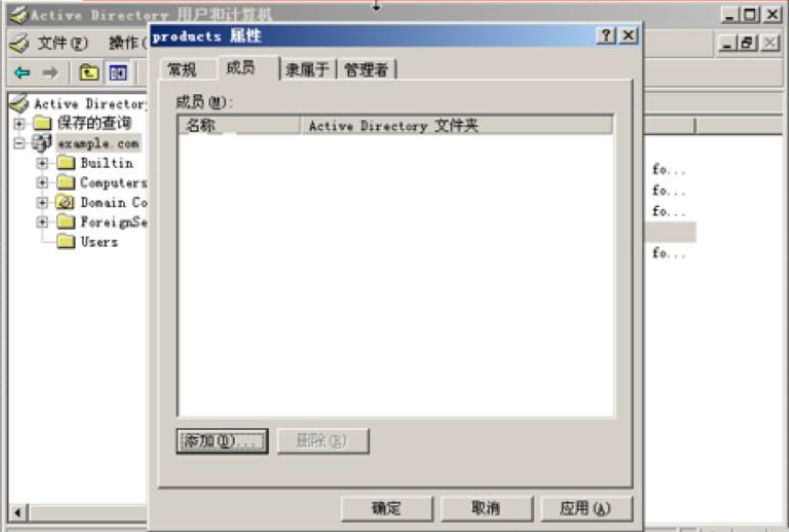 Active Directory 用户和计算机
文件(F) 操作(
products 属性
常规 成员 隶属于 管理者
成员(M):
名称 Active Directory 文件夹
Active Director
保存的查询
example.com
Builtin
Computers
Domain Co
ForeignSe
Users
fo...
fo...
fo...
fo...
添加(D)... 删除(R)
确定 取消 应用(A)